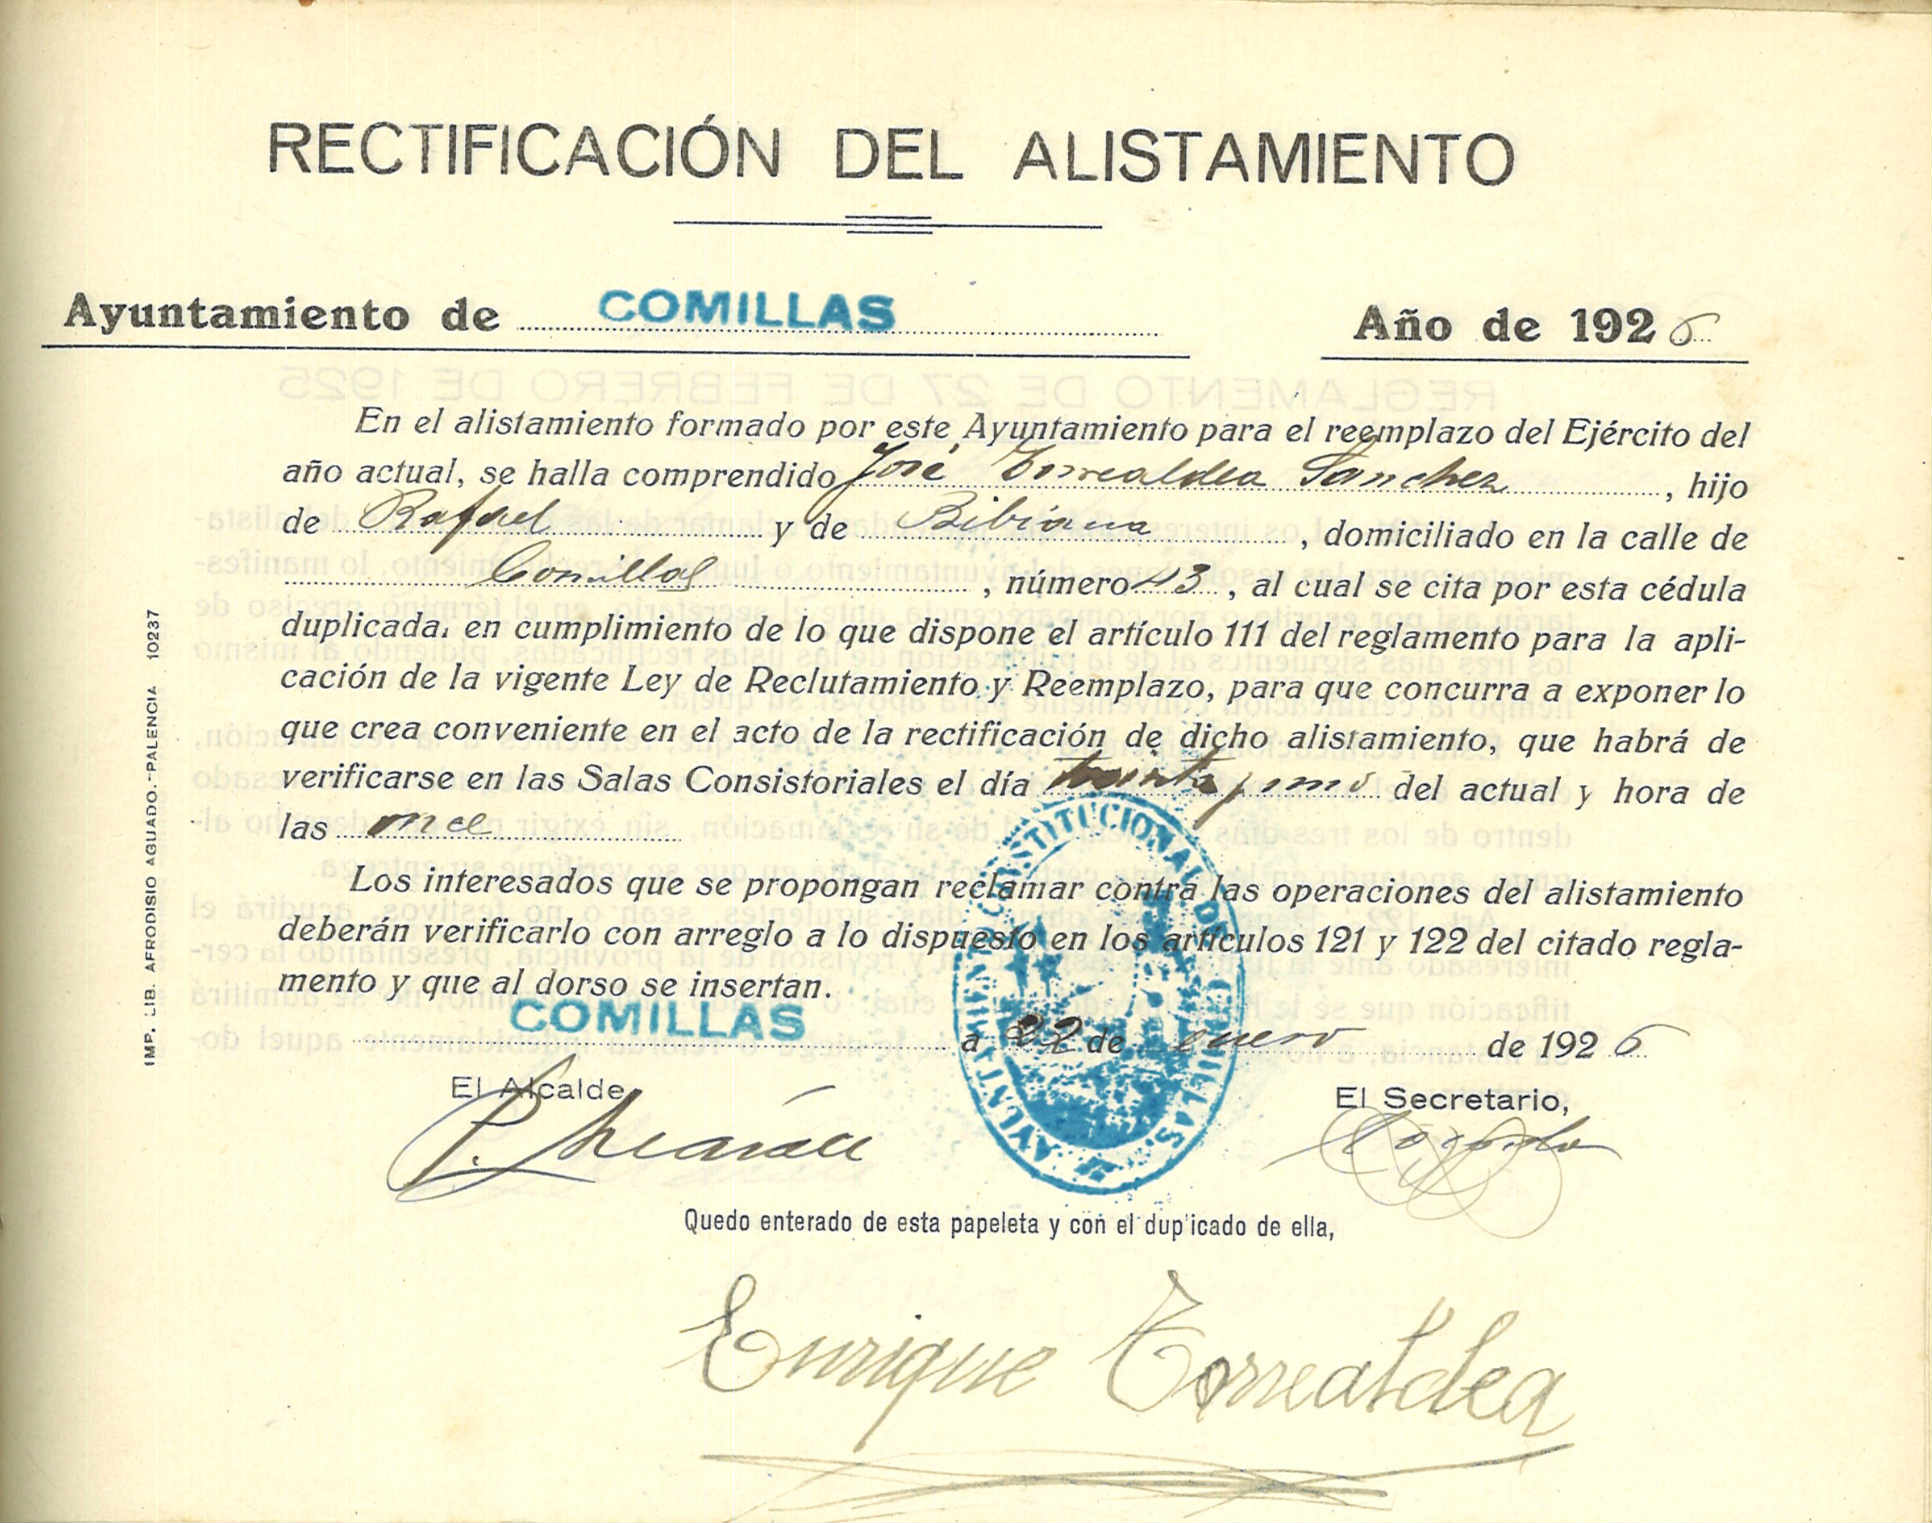 RECTIFICACIÓN DEL ALISTAMIENTO
Ayuntamiento de COMILLAS Año de 1926
En el alistamiento formado por este Ayuntamiento para el reemplazo del Ejército del
año actual, se halla comprendido José Torrealdea Sanchez, hijo
de Rafael y de Bibiana, domiciliado en la calle de
Comillas, número 43, al cual se cita por esta cédula
duplicada, en cumplimiento de lo que dispone el artículo 111 del reglamento para la apli-
cación de la vigente Ley de Reclutamiento y Reemplazo, para que concurra a exponer lo
que crea conveniente en el acto de la rectificación de dicho alistamiento, que habrá de
verificarse en las Salas Consistoriales el día del actual y hora de
las once
Los interesados que se propongan reclamar contra las operaciones del alistamiento
deberán verificarlo con arreglo a lo dispuesto en los artículos 121 y 122 del citado regla-
mento y que al dorso se insertan.
COMILLAS a 22 de enero de 1926
El Alcalde El Secretario,
AYUNTAMIENTO CONSTITUCIONAL DE COMILLAS.
Quedo enterado de esta papeleta y con el duplicado de ella,
Enrique Torrealdea
IMP. LIB. AFRODISIO AGUADO.-PALENCIA 10237